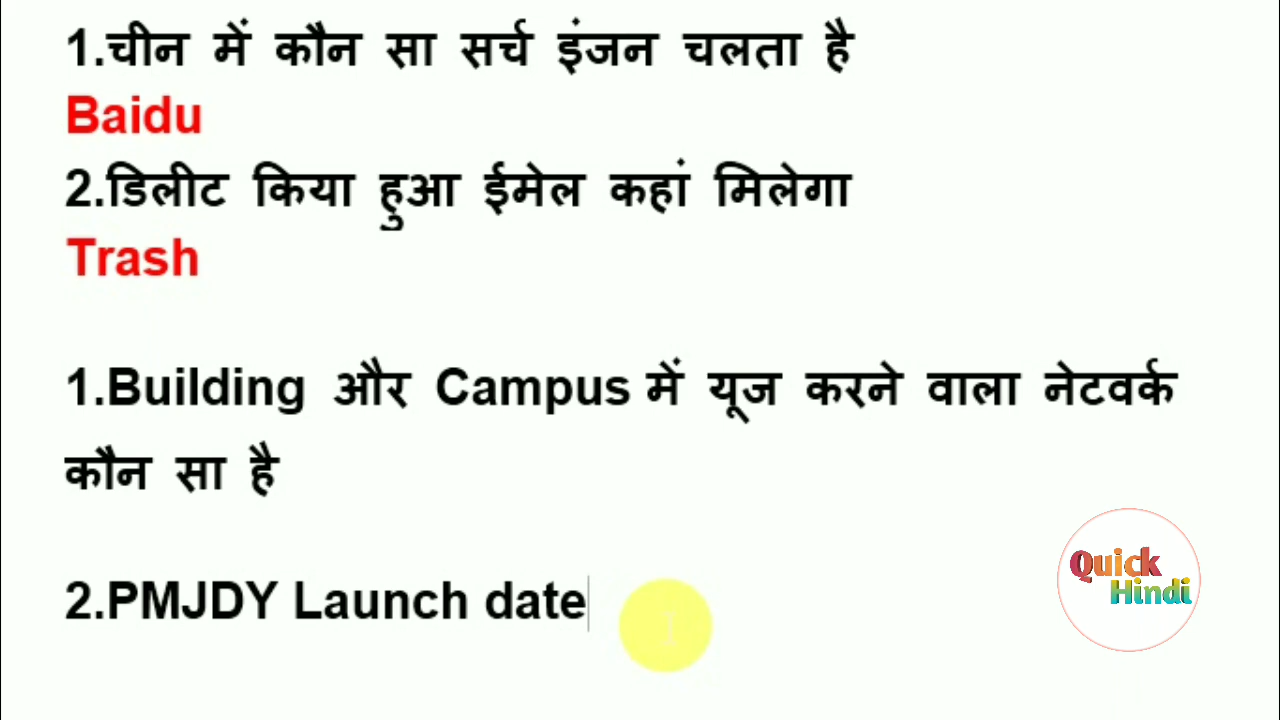 1.चीन में कौन सा सर्च इंजन चलता है
Baidu
2.डिलीट किया हुआ ईमेल कहां मिलेगा
Trash
1.Building और Campus में यूज करने वाला नेटवर्क
कौन सा है
2.PMJDY Launch date
Quick
Hindi